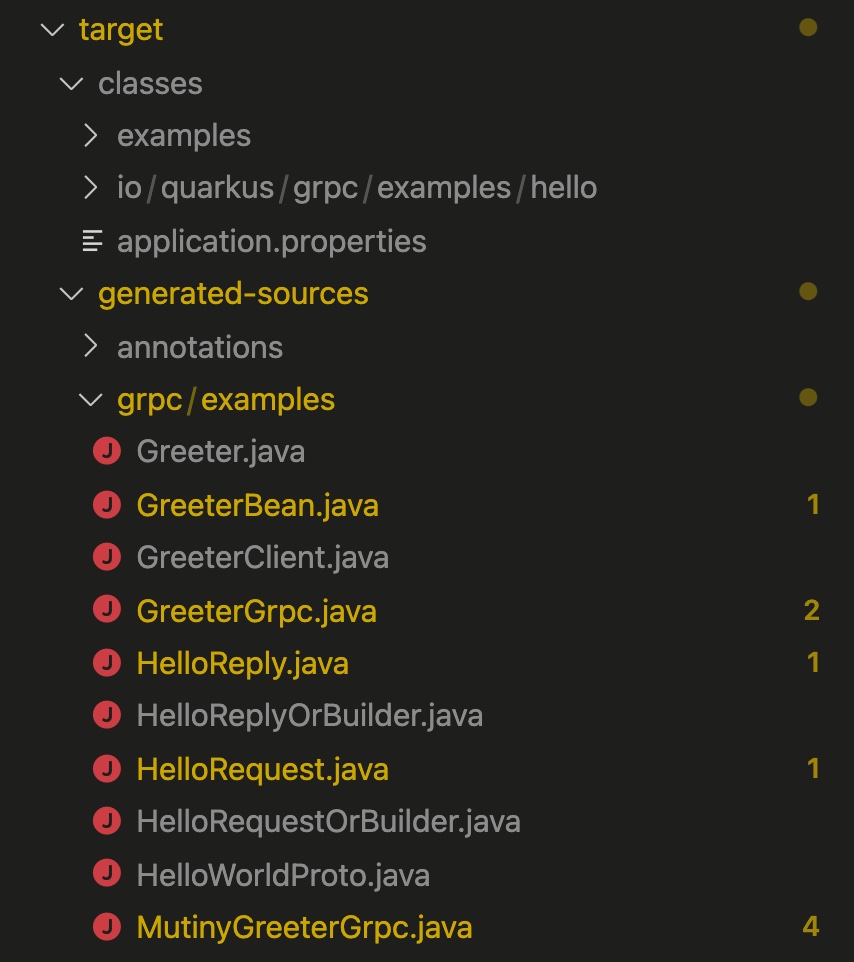 target
classes
examples
io/quarkus/grpc/examples/hello
application.properties
generated-sources
annotations
grpc/examples
J Greeter.java
J GreeterBean.java 1
J GreeterClient.java
J GreeterGrpc.java 2
J HelloReply.java 1
J HelloReplyOrBuilder.java
J HelloRequest.java 1
J HelloRequestOrBuilder.java
J HelloWorldProto.java
J MutinyGreeterGrpc.java 4